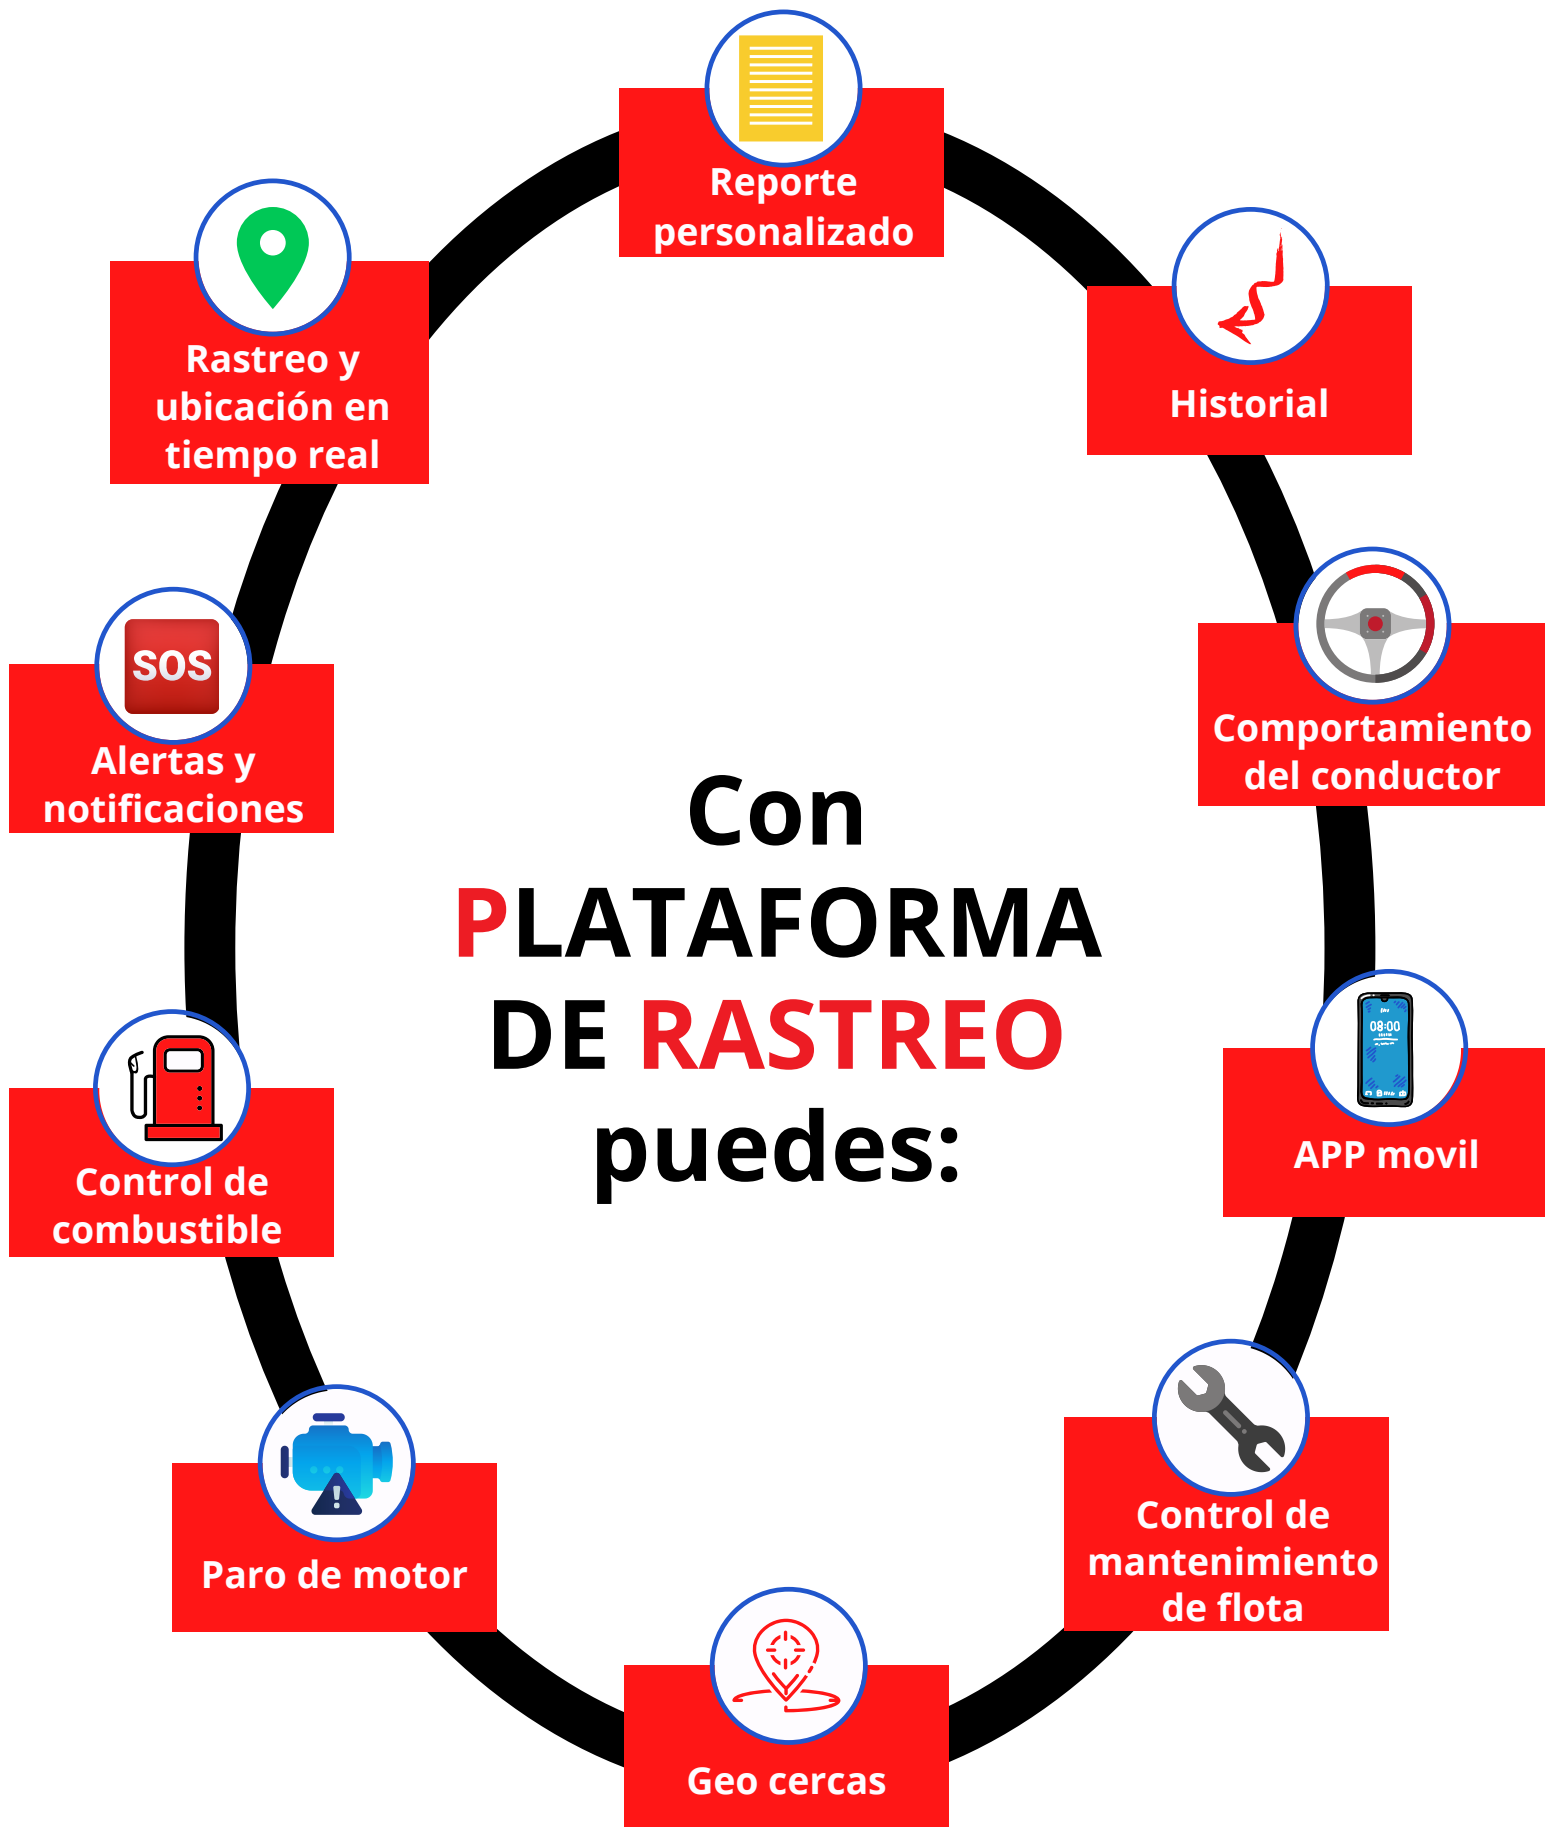 Reporte
personalizado
Historial
Comportamiento
del conductor
08:00
APP movil
Control de
mantenimiento
de flota
Geo cercas
Paro de motor
Control de
combustible
SOS
Alertas y
notificaciones
Rastreo y
ubicación en
tiempo real
Con
PLATAFORMA
DE RASTREO
puedes: